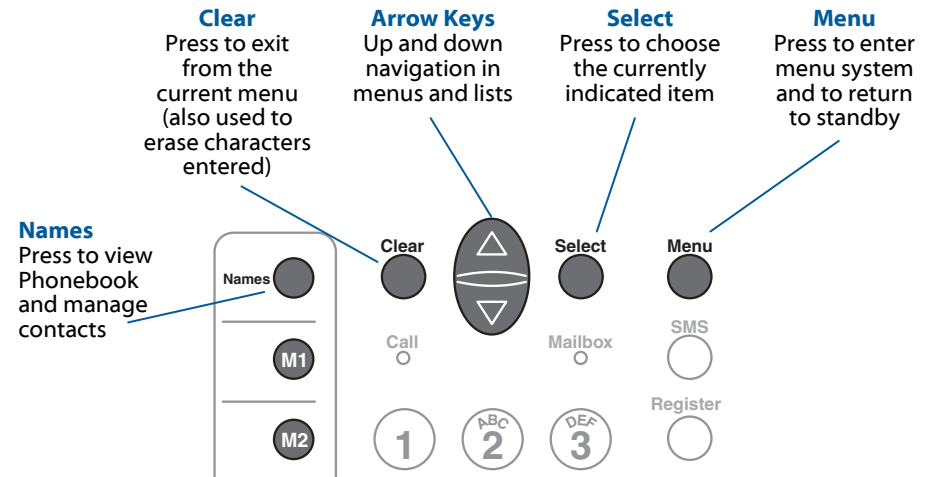 Clear
Press to exit
from the
current menu
(also used to
erase characters
entered)
Arrow Keys
Up and down
navigation in
menus and lists
Select
Press to choose
the currently
indicated item
Menu
Press to enter
menu system
and to return
to standby
Names
Press to view
Phonebook
and manage
contacts
Names
Clear
Select
Menu
M1
Call
Mailbox
SMS
M2
1
ABC
2
DEF
3
Register